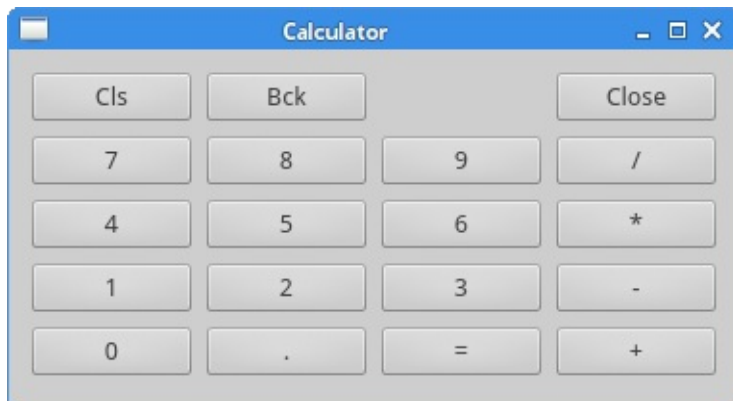 Calculator
Cls Bck Close
7 8 9 /
4 5 6 *
1 2 3 -
0 . = +